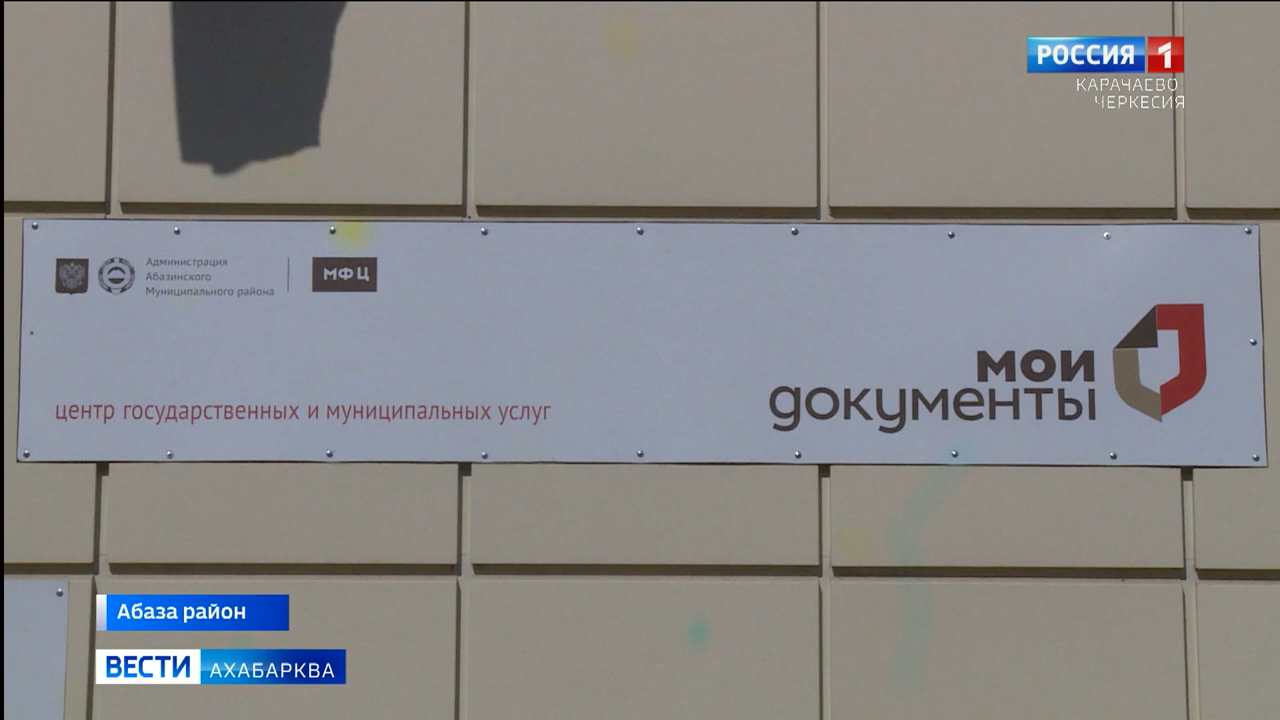 РОССИЯ 1
КАРАЧАЕВО
ЧЕРКЕСИЯ
Администрация
Абазинского
Муниципального района
МФЦ
мои
документы
центр государственных и муниципальных услуг
Абаза район
ВЕСТИ АХАБАРКВА